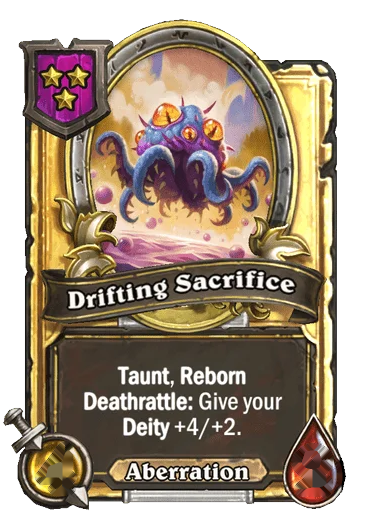 Drifting Sacrifice
Taunt, Reborn
Deathrattle: Give your
Deity +4/+2.
Aberration